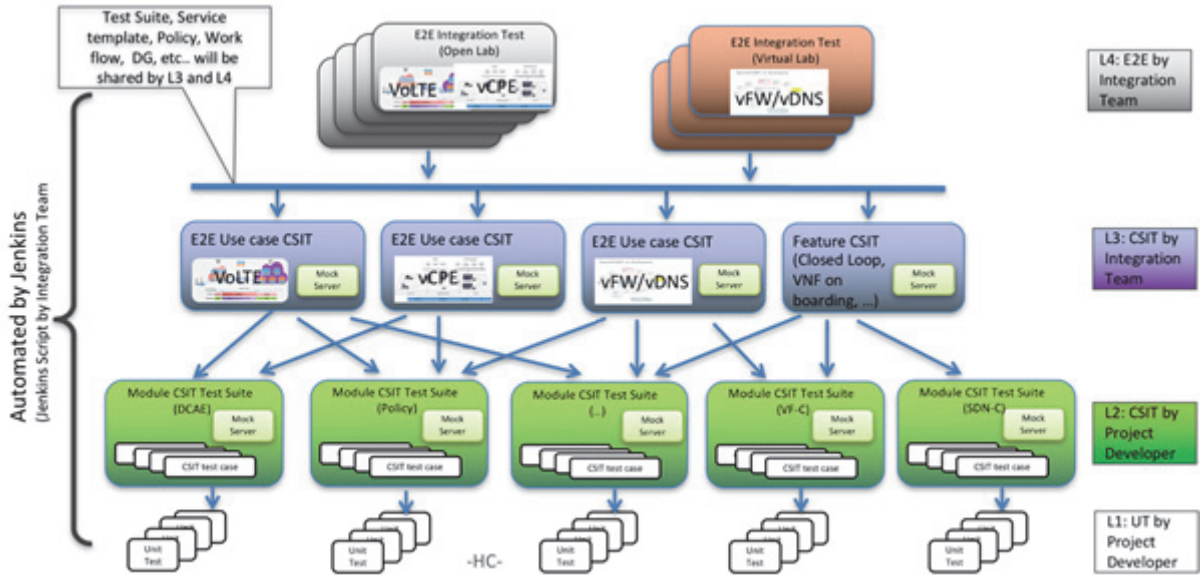 Test Suite, Service
template, Policy, Work
flow, DG, etc.. will be
shared by L3 and L4
E2E Integration Test
(Open Lab)
VoLTE
vCPE
E2E Integration Test
(Virtual Lab)
vFW/vDNS
L4: E2E by
Integration
Team
Automated by Jenkins
(Jenkins Script by Integration Team)
E2E Use case CSIT
VoLTE
Mock
Server
E2E Use case CSIT
vCPE
Mock
Server
E2E Use case CSIT
vFW/vDNS
Mock
Server
Feature CSIT
(Closed Loop,
VNF on
boarding, ...)
Mock
Server
L3: CSIT by
Integration
Team
Module CSIT Test Suite
(DCAE)
Mock
Server
CSIT test case
Module CSIT Test Suite
(Policy)
Mock
Server
CSIT test case
Module CSIT Test Suite
(..)
Mock
Server
CSIT test case
Module CSIT Test Suite
(VF-C)
Mock
Server
CSIT test case
Module CSIT Test Suite
(SDN-C)
Mock
Server
CSIT test case
L2: CSIT by
Project
Developer
Unit
Test
Unit
Test
-HC-
Unit
Test
Unit
Test
Unit
Test
L1: UT by
Project
Developer